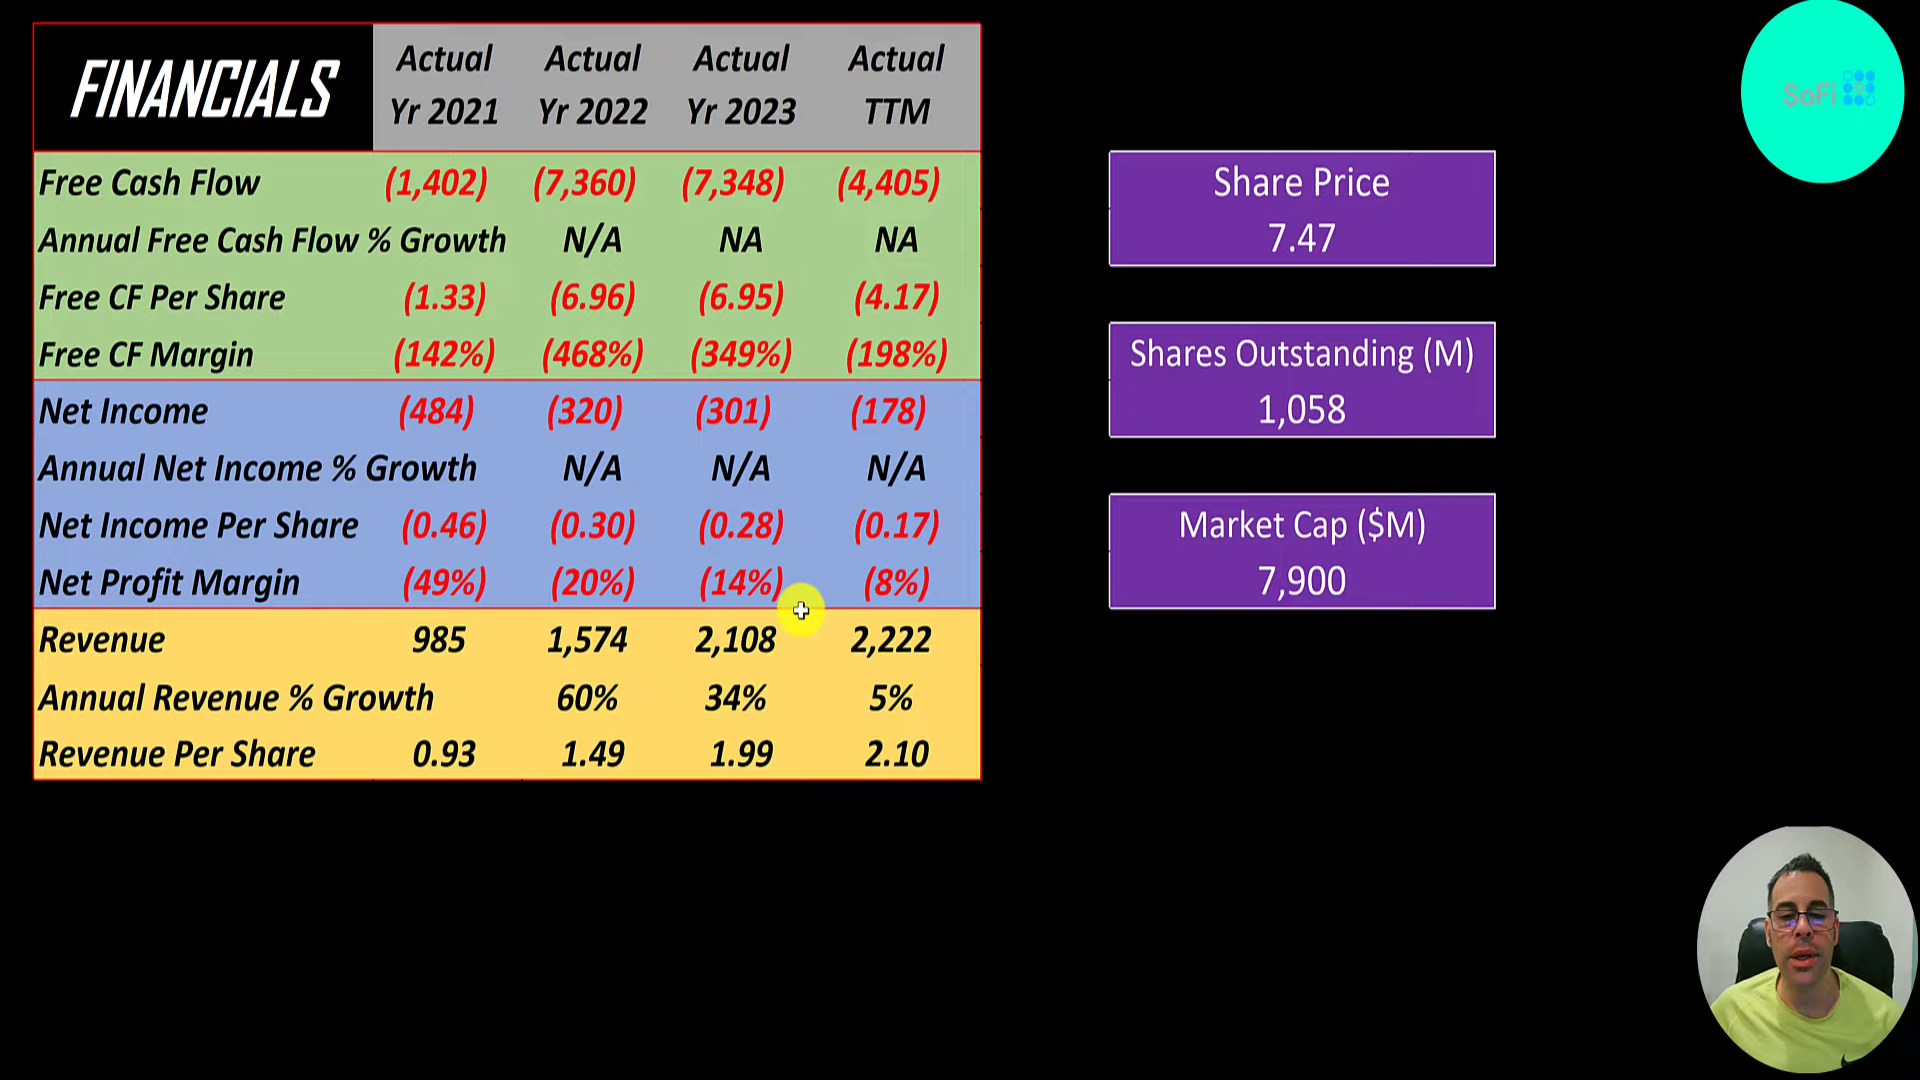 FINANCIALS Actual Yr 2021 Actual Yr 2022 Actual Yr 2023 Actual TTM
Free Cash Flow (1,402) (7,360) (7,348) (4,405)
Annual Free Cash Flow % Growth N/A NA NA
Free CF Per Share (1.33) (6.96) (6.95) (4.17)
Free CF Margin (142%) (468%) (349%) (198%)
Net Income (484) (320) (301) (178)
Annual Net Income % Growth N/A N/A N/A
Net Income Per Share (0.46) (0.30) (0.28) (0.17)
Net Profit Margin (49%) (20%) (14%) (8%)
Revenue 985 1,574 2,108 2,222
Annual Revenue % Growth 60% 34% 5%
Revenue Per Share 0.93 1.49 1.99 2.10
Share Price
7.47
Shares Outstanding (M)
1,058
Market Cap ($M)
7,900
SoFi